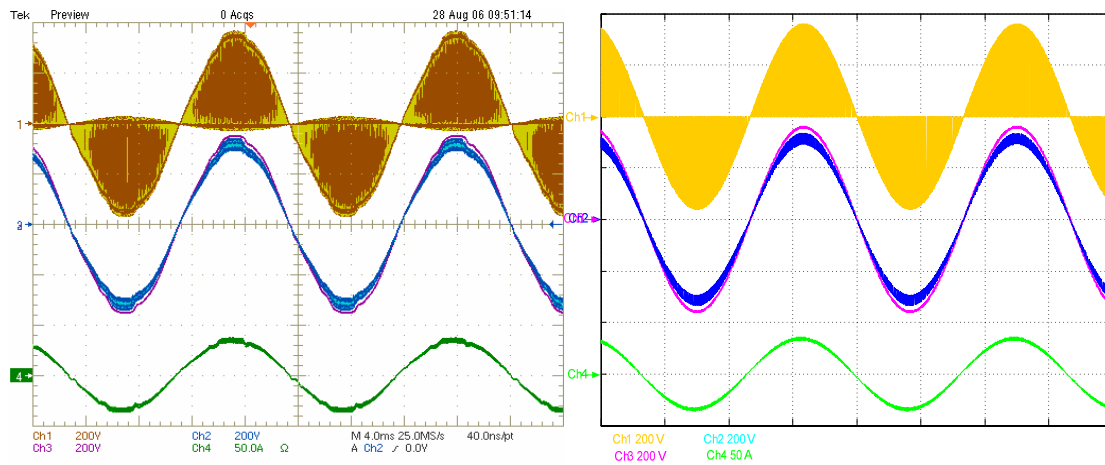 Tek Preview 0 Acqs 28 Aug 06 09:51:14
1
3
4
Ch1 200V Ch2 200V M 4.0ms 25.0MS/s 40.0ns/pt
Ch3 200V Ch4 50.0A Ω A Ch2 ∫ 0.0V
Ch1
Ch2
Ch4
Ch1 200 V Ch2 200 V
Ch3 200 V Ch4 50 A